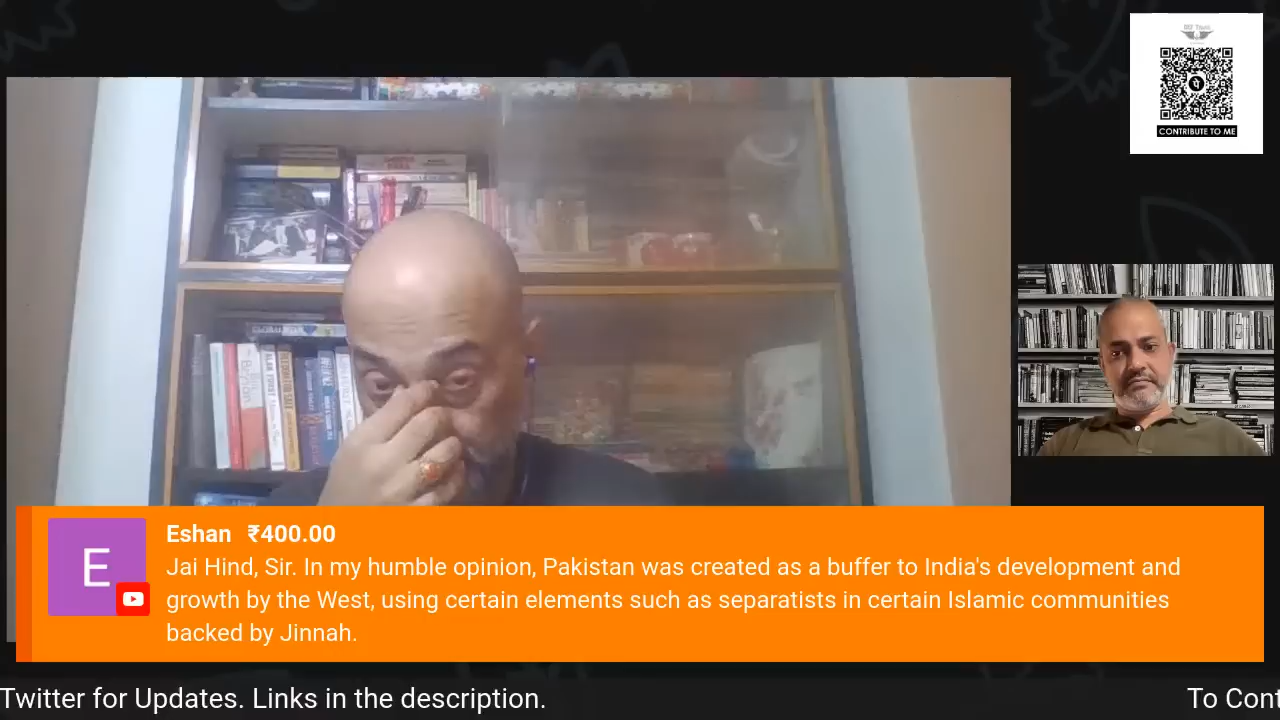 CONTRIBUTE TO ME
Eshan ₹400.00
E
Jai Hind, Sir. In my humble opinion, Pakistan was created as a buffer to India's development and
growth by the West, using certain elements such as separatists in certain Islamic communities
backed by Jinnah.
Twitter for Updates. Links in the description.
To Cont